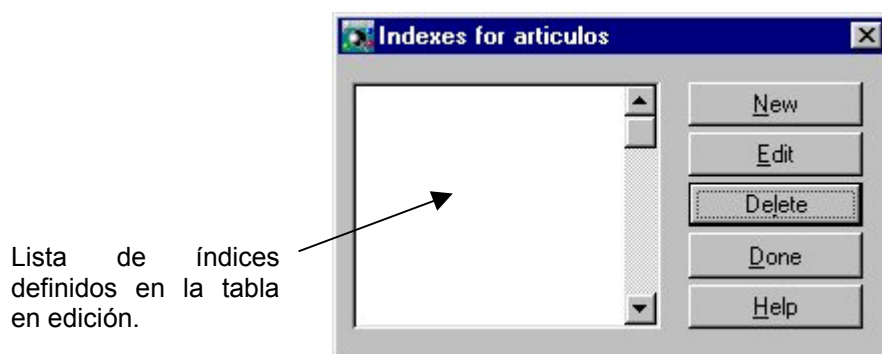 Indexes for articulos
New
Edit
Delete
Done
Help
Lista de índices
definidos en la tabla
en edición.